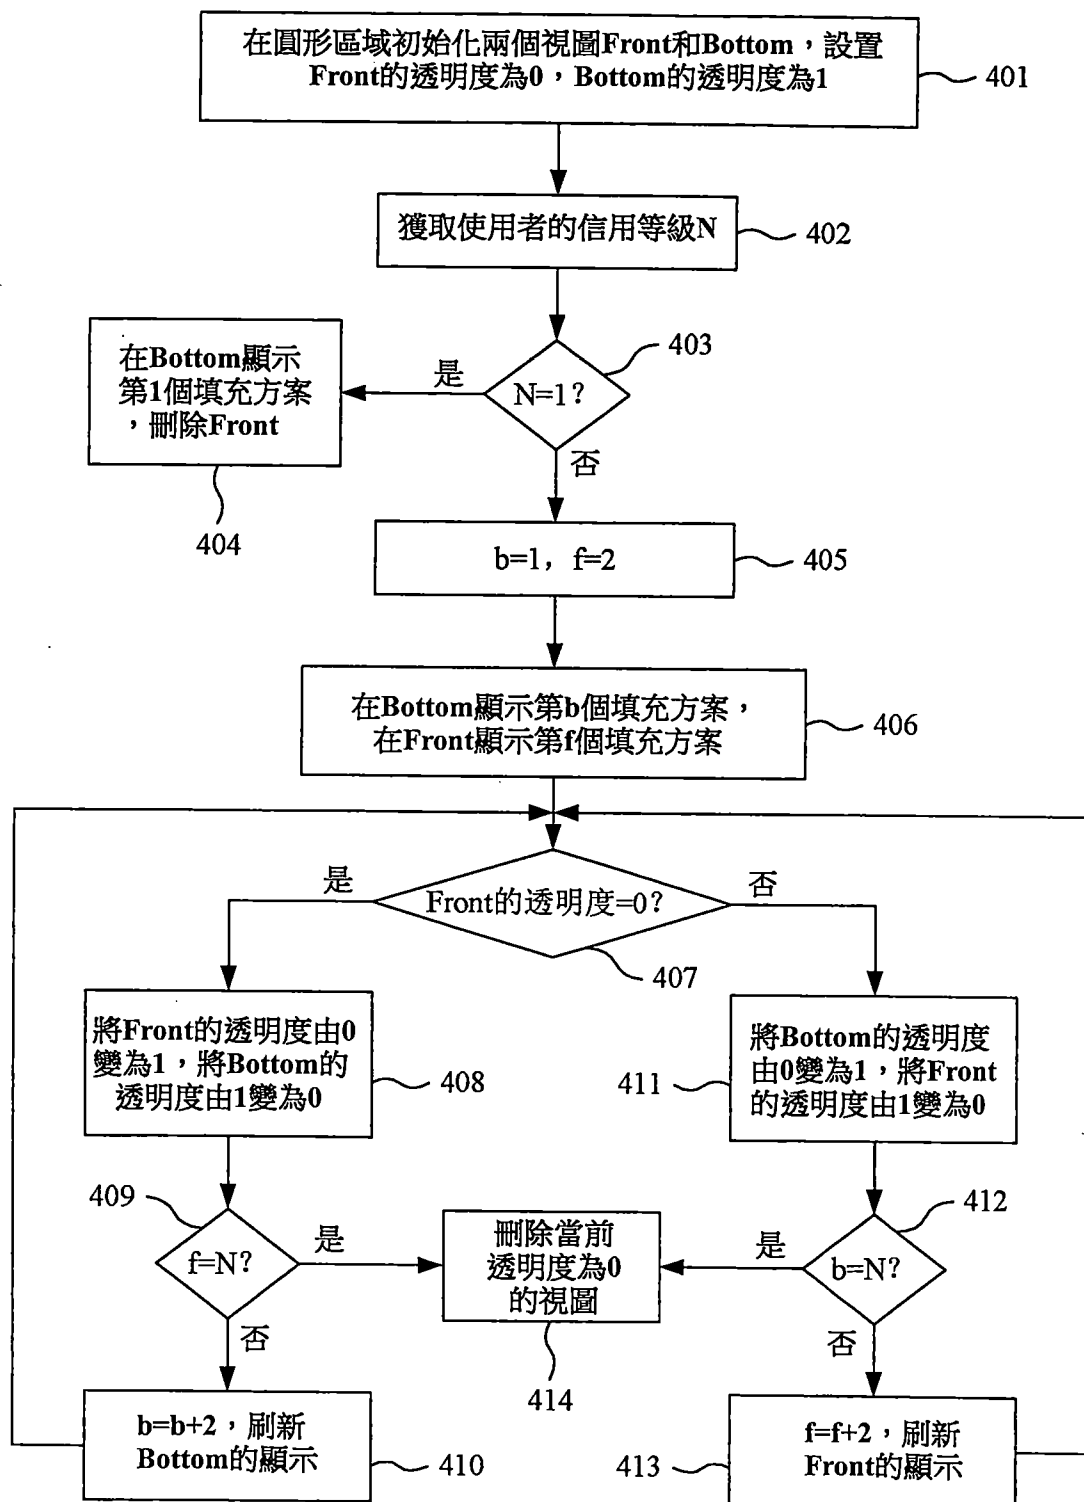 在圓形區域初始化兩個視圖Front和Bottom，設置
Front的透明度為0，Bottom的透明度為1
401
獲取使用者的信用等級N
402
403
N=1?
是
在Bottom顯示
第1個填充方案
，刪除Front
404
否
b=1, f=2
405
在Bottom顯示第b個填充方案，
在Front顯示第f個填充方案
406
是
Front的透明度=0?
否
407
將Front的透明度由0
變為1，將Bottom的
透明度由1變為0
408
411
將Bottom的透明度
由0變為1，將Front
的透明度由1變為0
409
f=N?
是
刪除當前
透明度為0
的視圖
414
是
b=N?
412
否
否
b=b+2，刷新
Bottom的顯示
410
413
f=f+2，刷新
Front的顯示